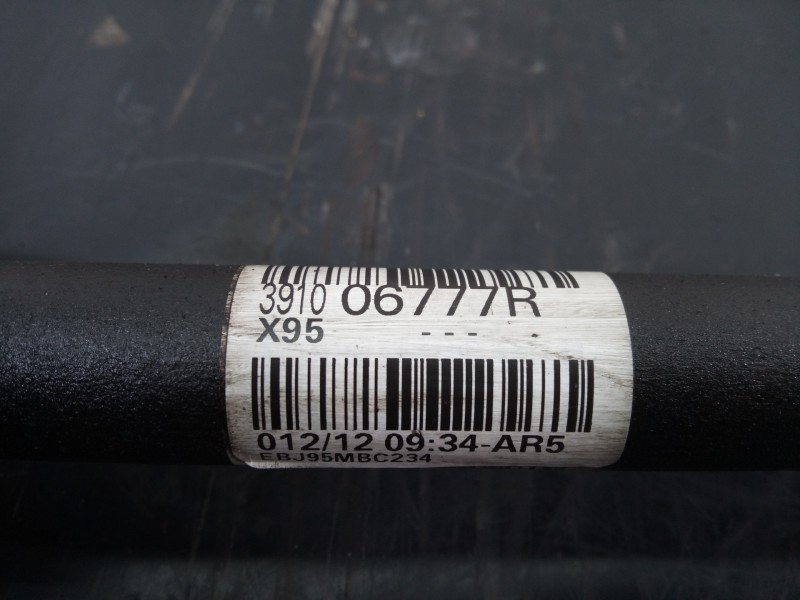 3910 06777R
X95 ---
012/12 09:34-AR5
EBJ95MBC234